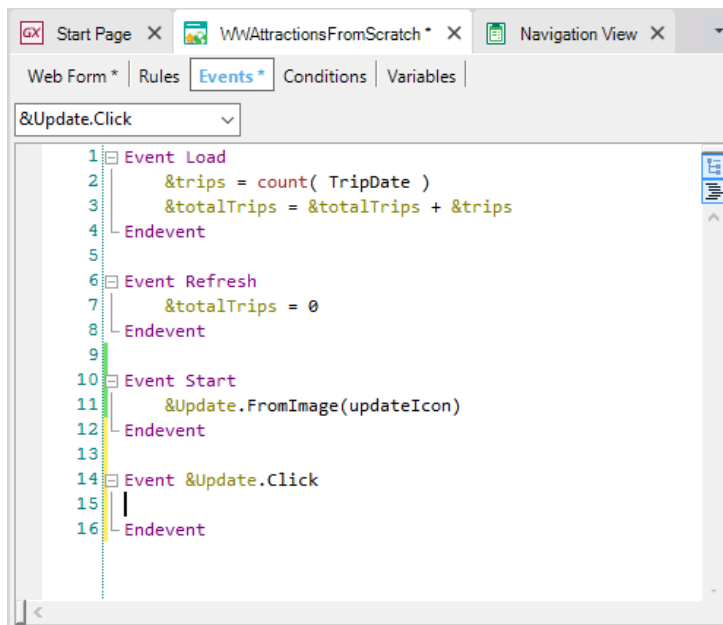 GX Start Page X WWAttractionsFromScratch * X Navigation View X
Web Form * Rules Events * Conditions Variables
&Update.Click
1 Event Load
2 &trips = count( TripDate )
3 &totalTrips = &totalTrips + &trips
4 Endevent
5
6 Event Refresh
7 &totalTrips = 0
8 Endevent
9
10 Event Start
11 &Update.FromImage(updateIcon)
12 Endevent
13
14 Event &Update.Click
15
16 Endevent